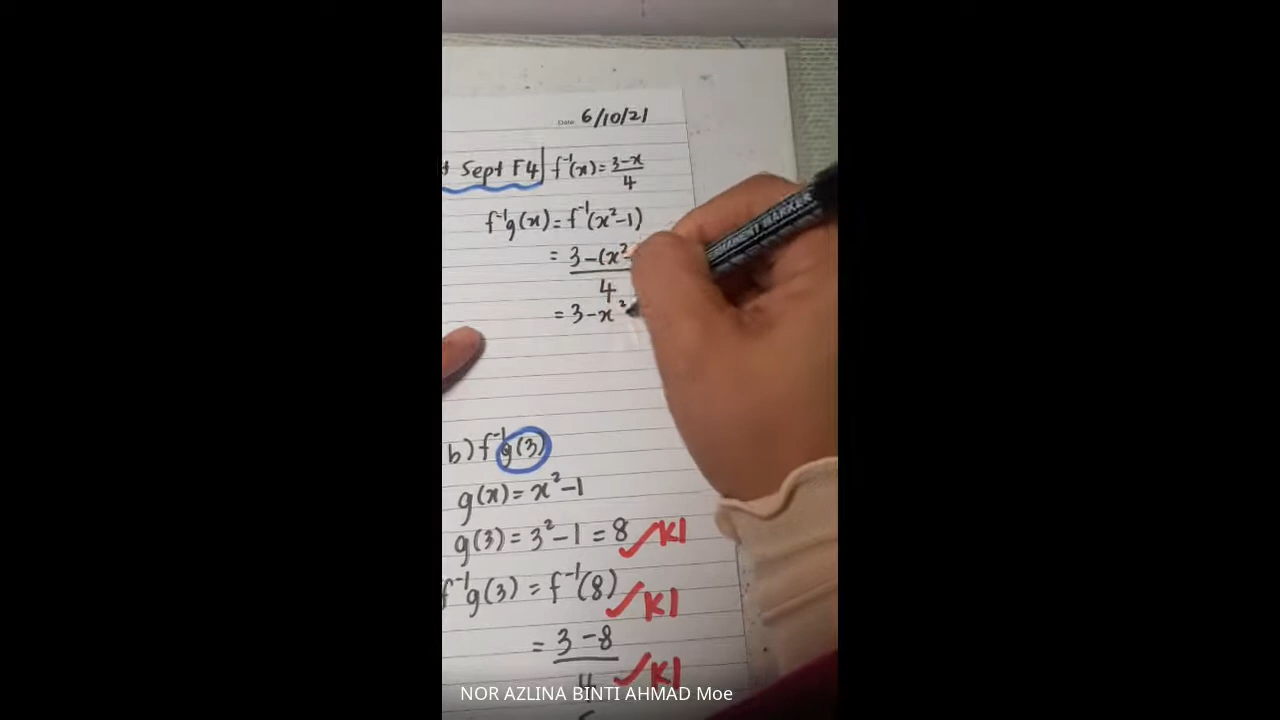 Date 6/10/21
Sept F4 f⁻¹(x) = 3-x / 4
f⁻¹g(x) = f⁻¹(x²-1)
= 3-(x² / 4
= 3-x²
b) f⁻¹g(3)
g(x) = x²-1
g(3) = 3²-1 = 8 ✓K1
f⁻¹g(3) = f⁻¹(8) ✓K1
= 3-8 / 4 ✓K1
PERMANENT MARKER
NOR AZLINA BINTI AHMAD Moe